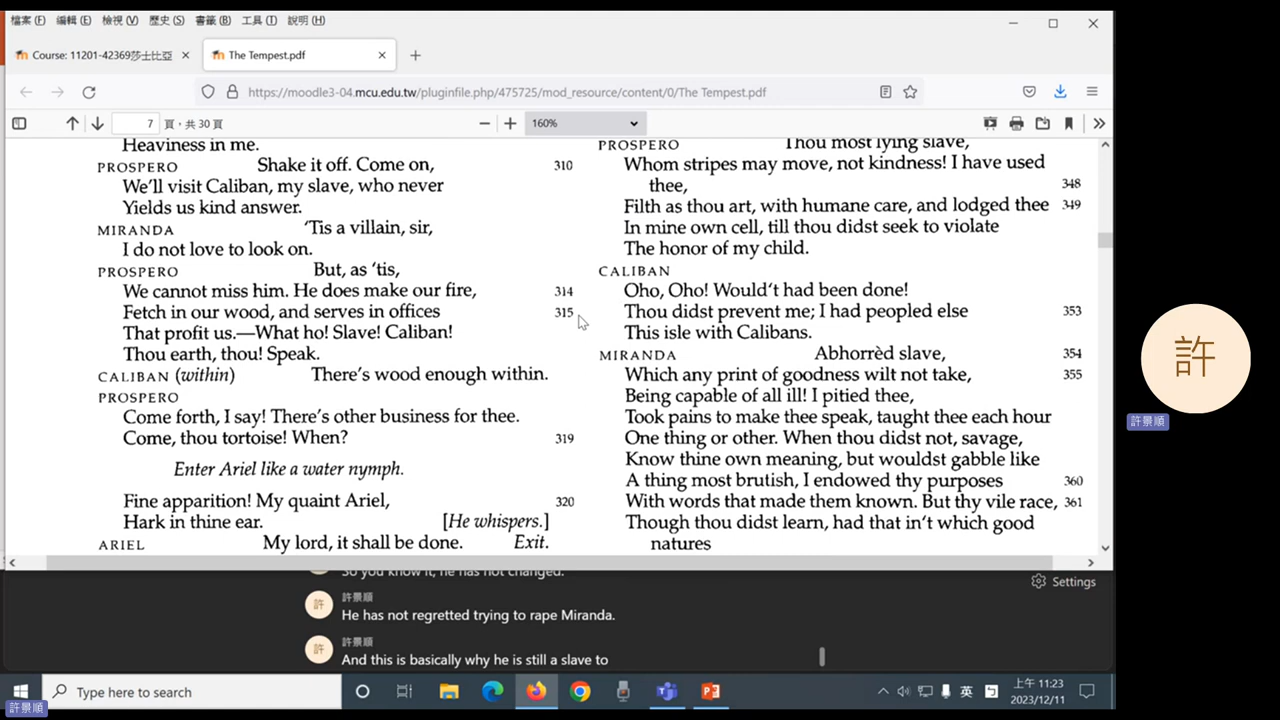 檔案 (F) 編輯 (E) 檢視 (V) 歷史 (S) 書籤 (B) 工具 (T) 說明 (H)
Course: 11201-42369莎士比亞
The Tempest.pdf
https://moodle3-04.mcu.edu.tw/pluginfile.php/475725/mod_resource/content/0/The Tempest.pdf
7 頁，共 30 頁
160%
Heaviness in me.
PROSPERO Shake it off. Come on, 310
We'll visit Caliban, my slave, who never
Yields us kind answer.
MIRANDA 'Tis a villain, sir,
I do not love to look on.
PROSPERO But, as 'tis,
We cannot miss him. He does make our fire, 314
Fetch in our wood, and serves in offices 315
That profit us.—What ho! Slave! Caliban!
Thou earth, thou! Speak.
CALIBAN (within) There's wood enough within.
PROSPERO
Come forth, I say! There's other business for thee.
Come, thou tortoise! When? 319
Enter Ariel like a water nymph.
Fine apparition! My quaint Ariel, 320
Hark in thine ear. [He whispers.]
ARIEL My lord, it shall be done. Exit.
PROSPERO Thou most lying slave,
Whom stripes may move, not kindness! I have used
thee, 348
Filth as thou art, with humane care, and lodged thee 349
In mine own cell, till thou didst seek to violate
The honor of my child.
CALIBAN
Oho, Oho! Would't had been done!
Thou didst prevent me; I had peopled else 353
This isle with Calibans.
MIRANDA Abhorrèd slave, 354
Which any print of goodness wilt not take, 355
Being capable of all ill! I pitied thee,
Took pains to make thee speak, taught thee each hour
One thing or other. When thou didst not, savage,
Know thine own meaning, but wouldst gabble like
A thing most brutish, I endowed thy purposes 360
With words that made them known. But thy vile race, 361
Though thou didst learn, had that in't which good
natures
So you know it, he has not changed.
Settings
許 許景順
He has not regretted trying to rape Miranda.
許 許景順
And this is basically why he is still a slave to
許
許景順
Type here to search
英
上午 11:23
2023/12/11
許景順